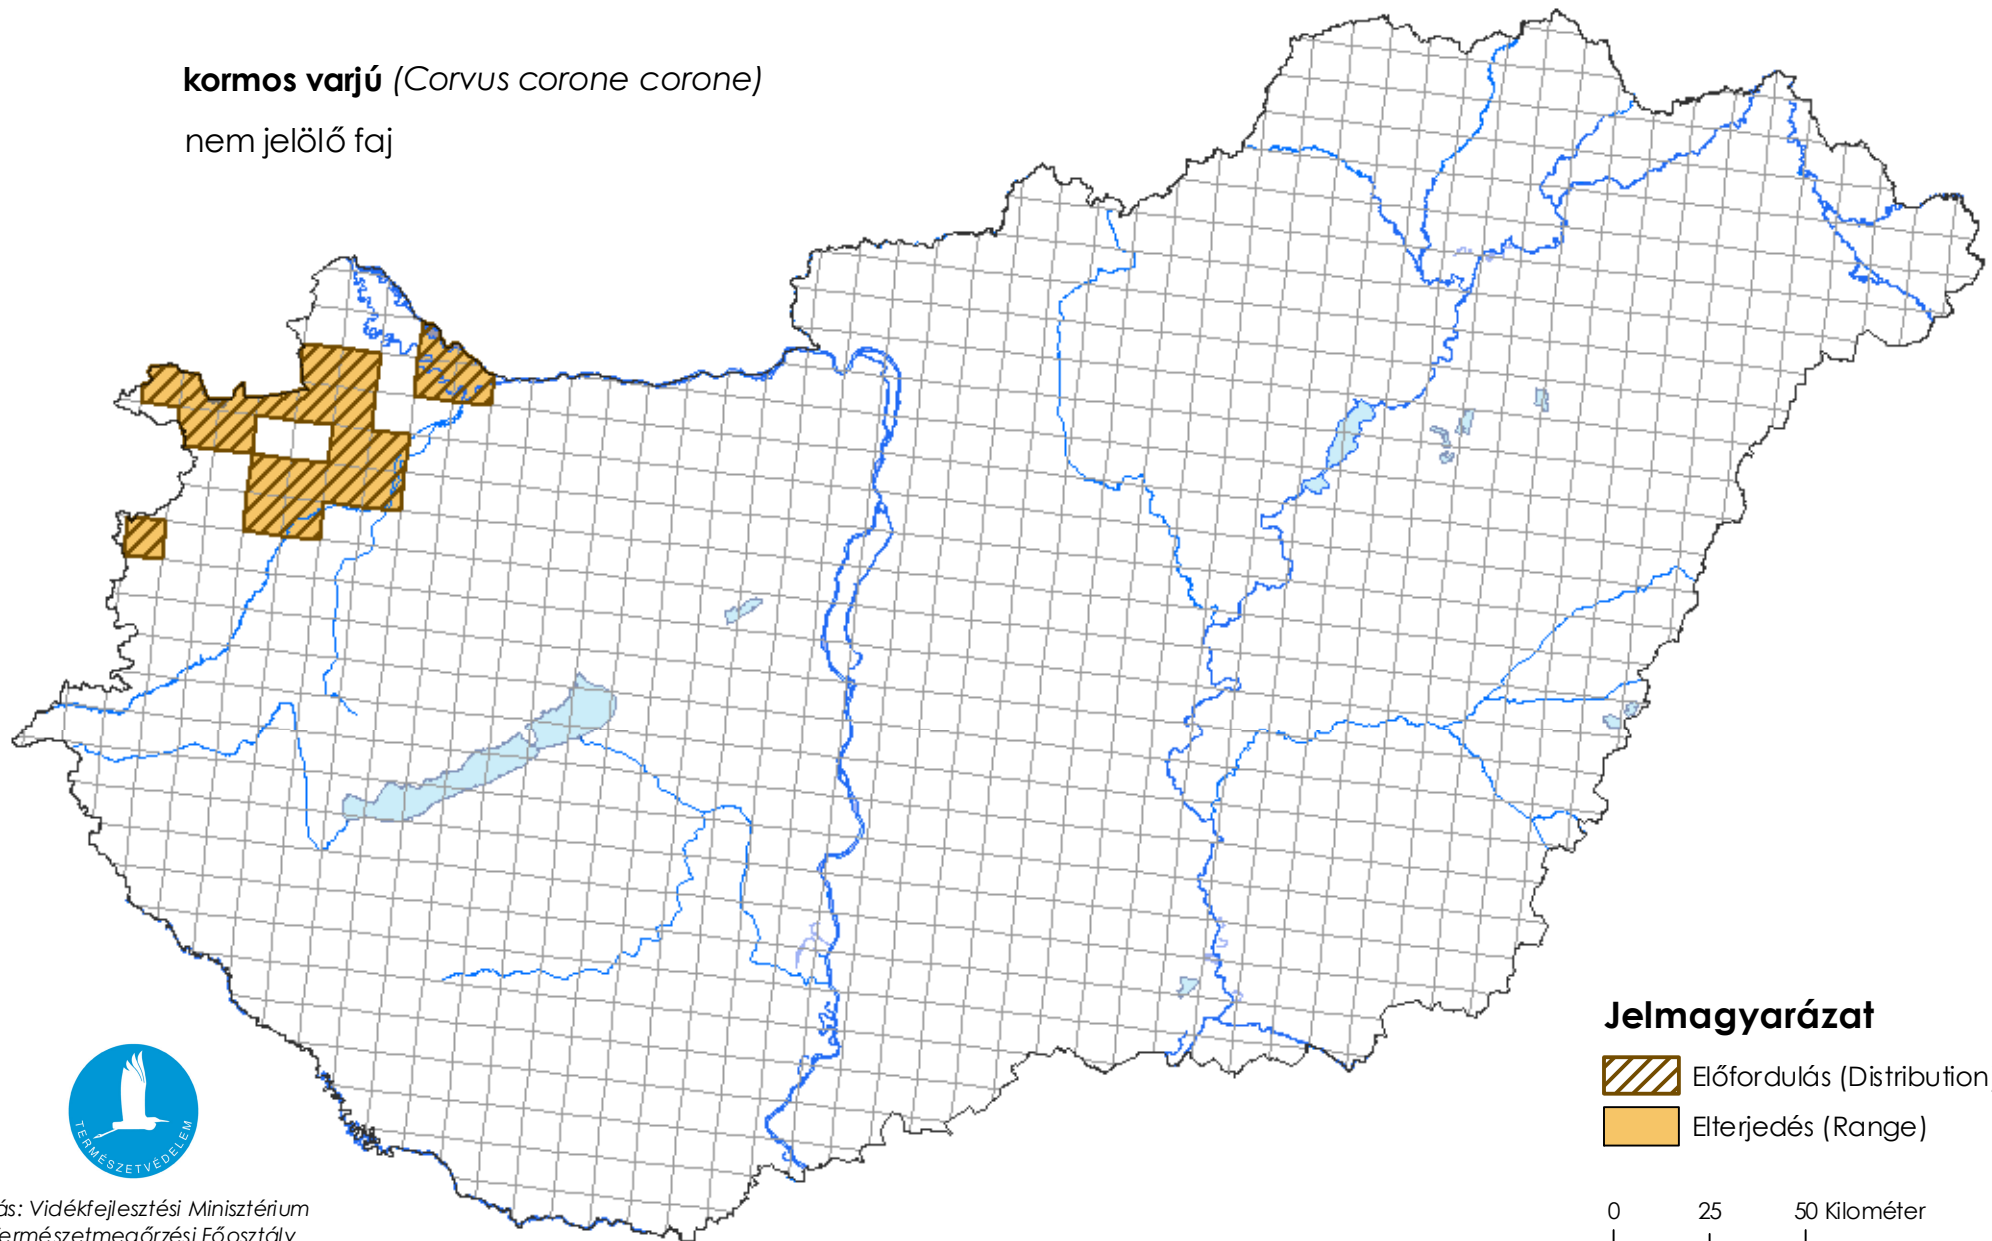 kormos varjú (Corvus corone corone)
nem jelölő faj
Jelmagyarázat
Előfordulás (Distribution
Elterjedés (Range)
0 25 50 Kilométer
TERMÉSZETVÉDELEM
ás: Vidékfejlesztési Minisztérium
Természetmegőrzési Főosztály